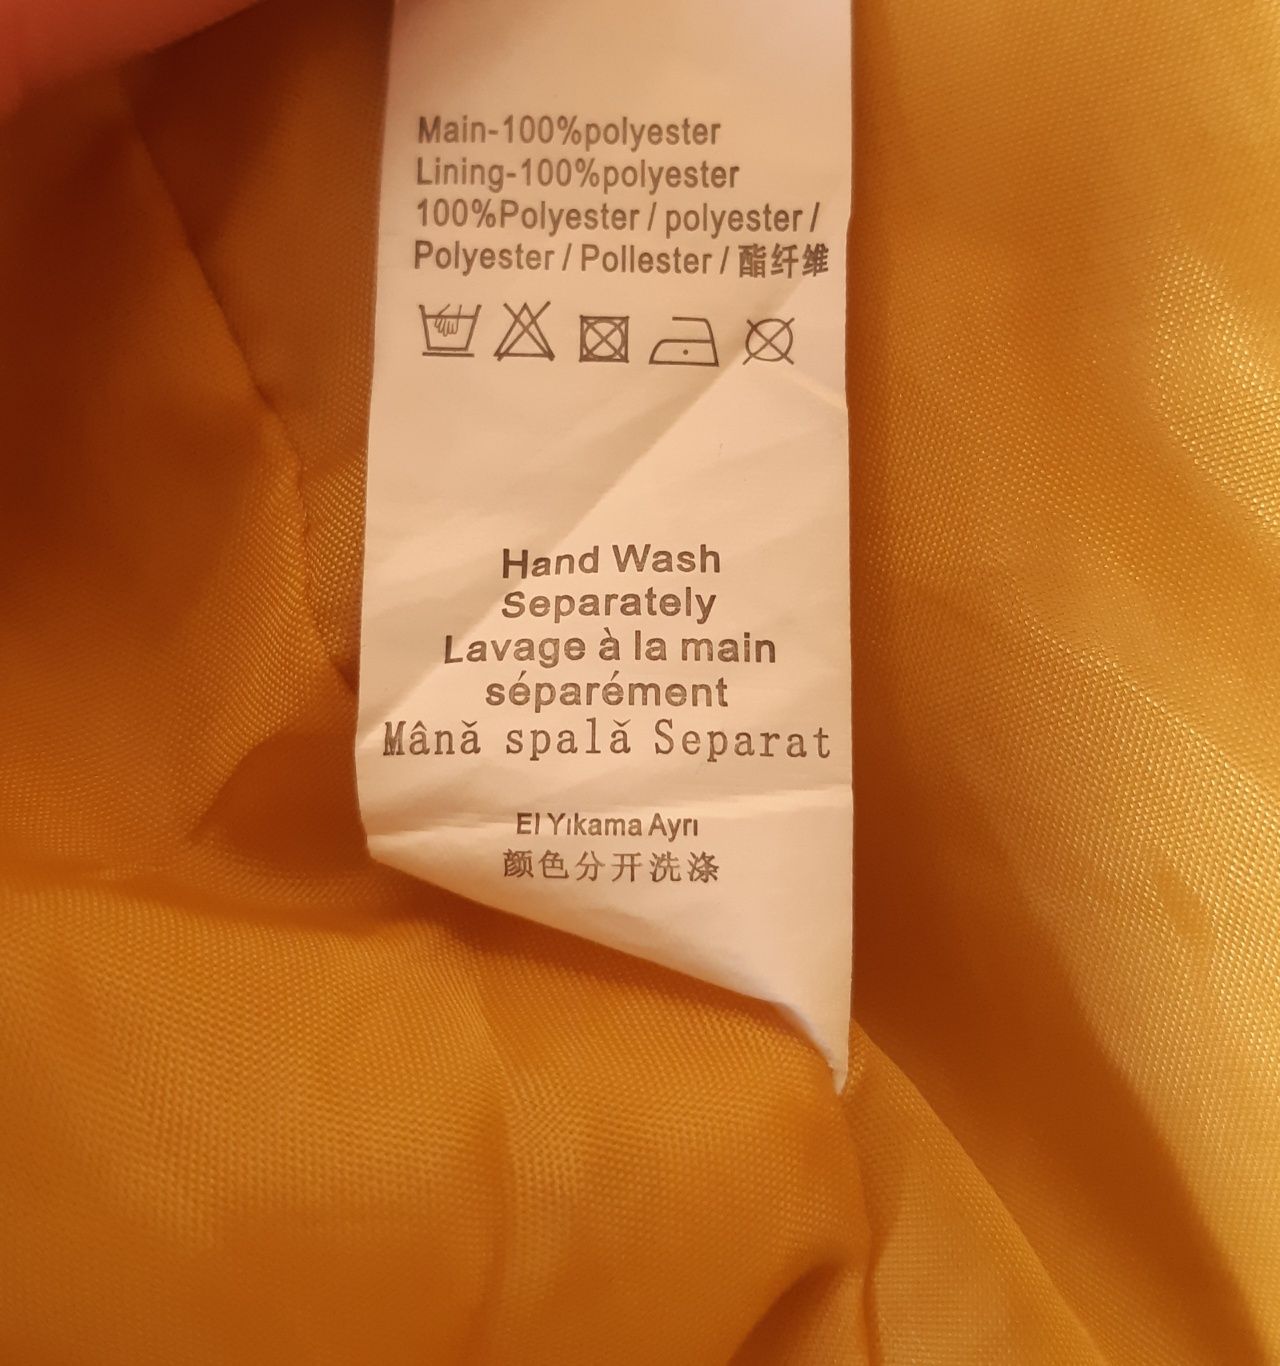 Main-100%polyester
Lining-100%polyester
100%Polyester / polyester /
Polyester / Pollester / 酯纤维
Hand Wash
Separately
Lavage à la main
séparément
Mână spală Separat
El Yıkama Ayrı
颜色分开洗涤